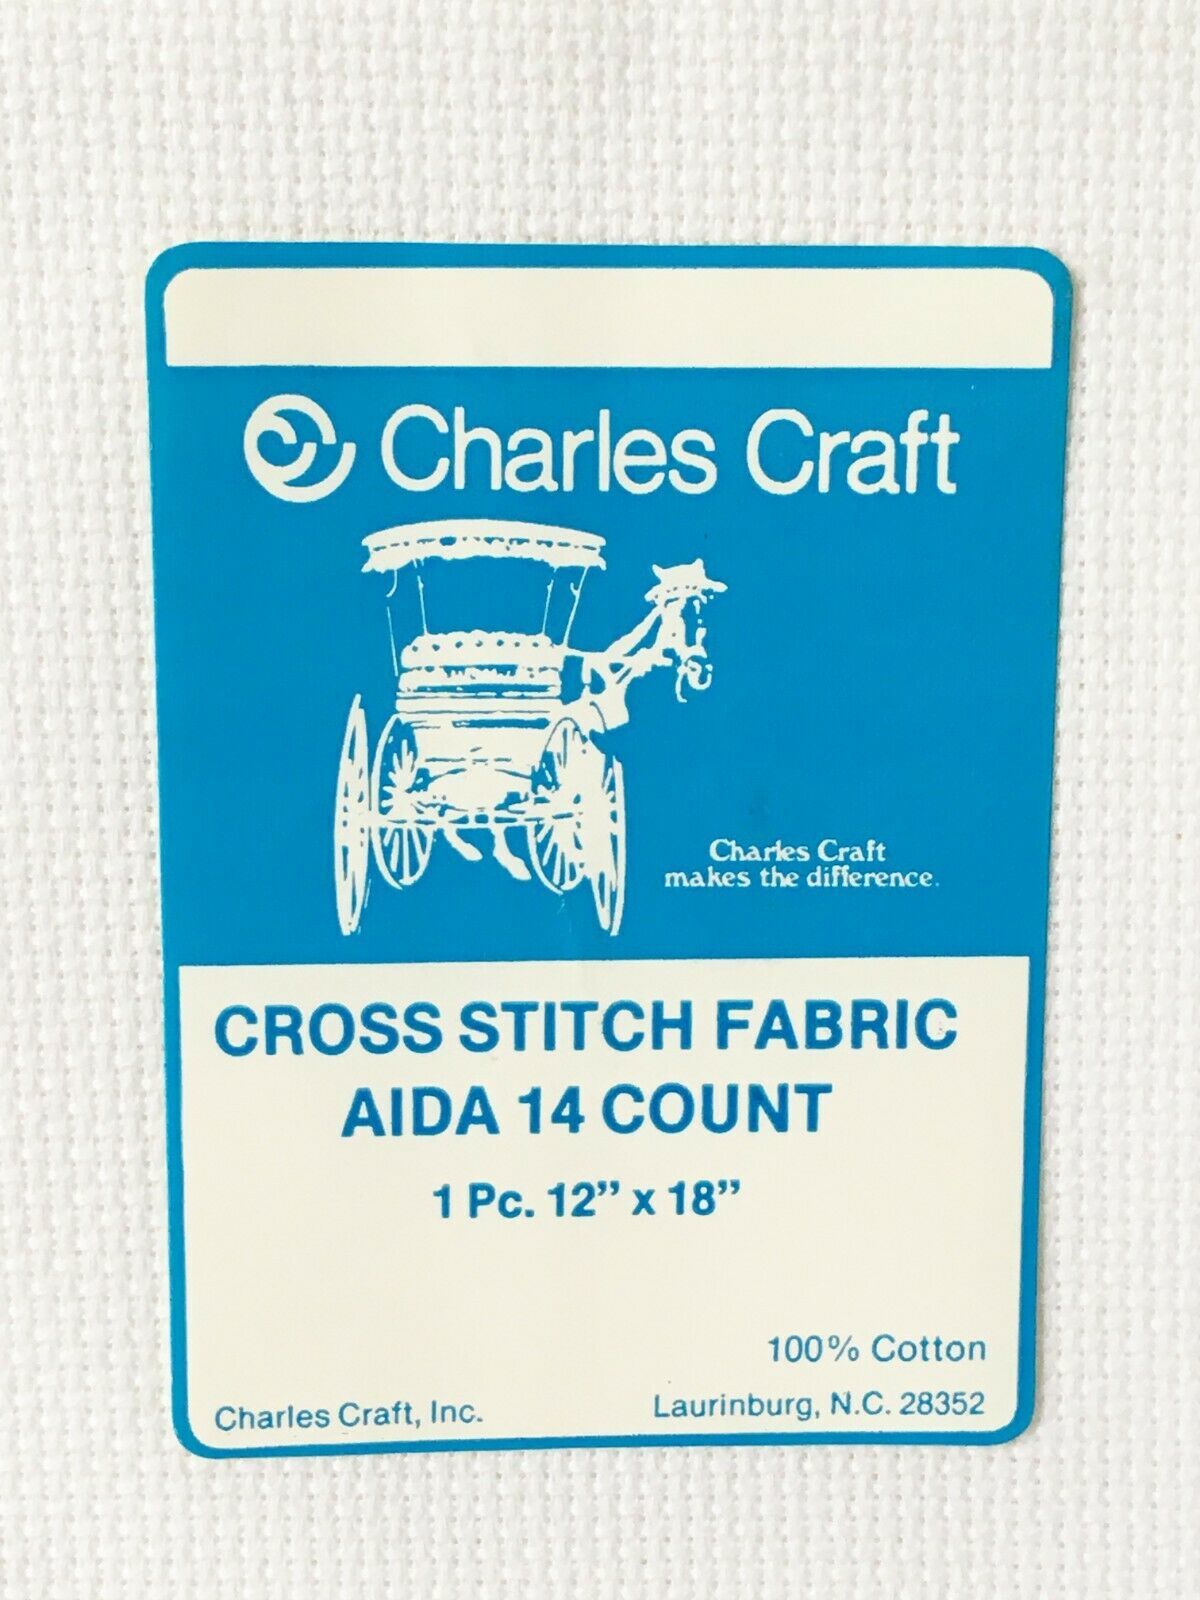 Charles Craft
Charles Craft
makes the difference.
CROSS STITCH FABRIC
AIDA 14 COUNT
1 Pc. 12” x 18”
100% Cotton
Charles Craft, Inc. Laurinburg, N.C. 28352